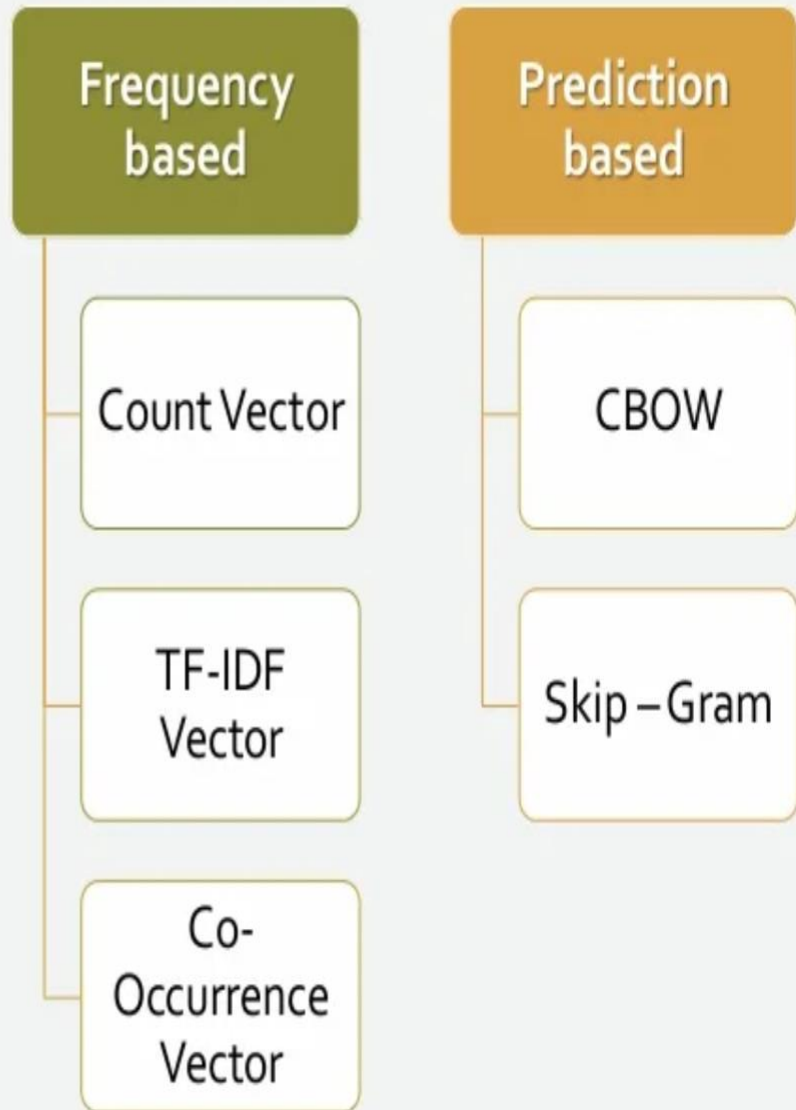 Frequency
based
Count Vector
TF-IDF
Vector
Co-
Occurrence
Vector
Prediction
based
CBOW
Skip – Gram